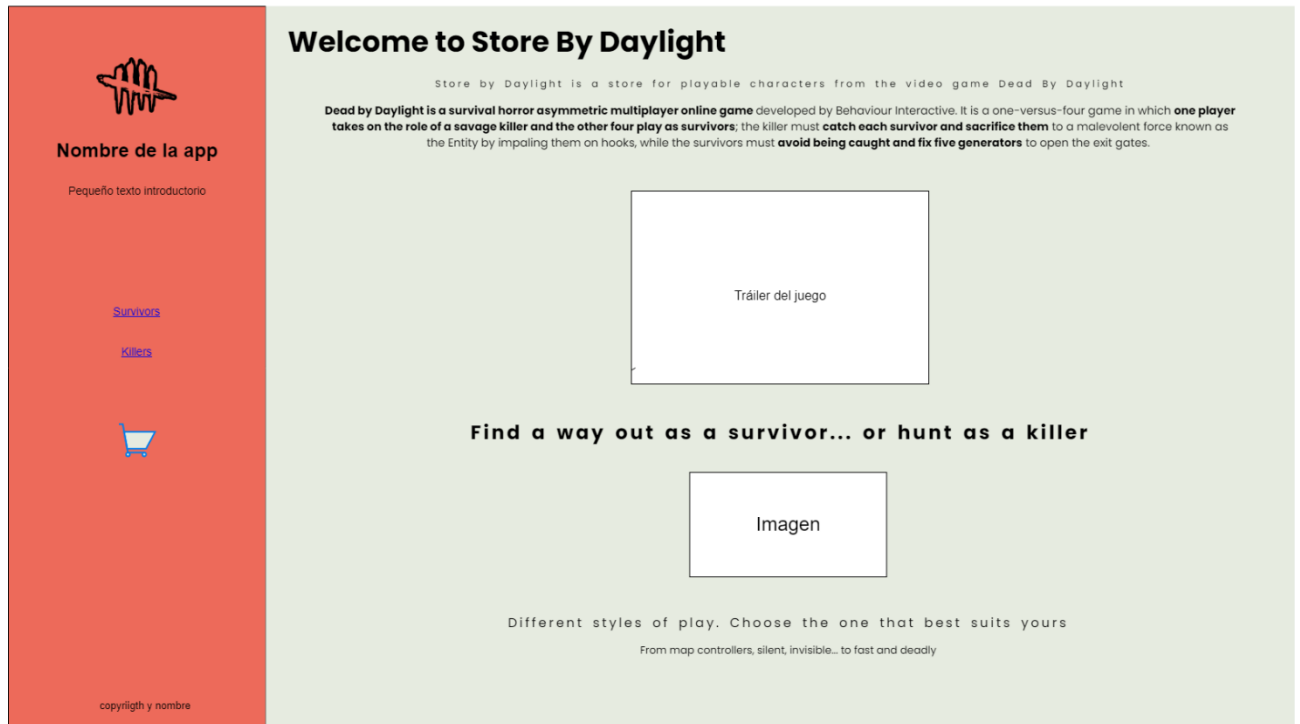 Nombre de la app
Pequeño texto introductorio
Survivors
Killers
copyriigth y nombre
Welcome to Store By Daylight
Store by Daylight is a store for playable characters from the video game Dead By Daylight
Dead by Daylight is a survival horror asymmetric multiplayer online game developed by Behaviour Interactive. It is a one-versus-four game in which one player
takes on the role of a savage killer and the other four play as survivors; the killer must catch each survivor and sacrifice them to a malevolent force known as
the Entity by impaling them on hooks, while the survivors must avoid being caught and fix five generators to open the exit gates.
Tráiler del juego
Find a way out as a survivor... or hunt as a killer
Imagen
Different styles of play. Choose the one that best suits yours
From map controllers, silent, invisible... to fast and deadly